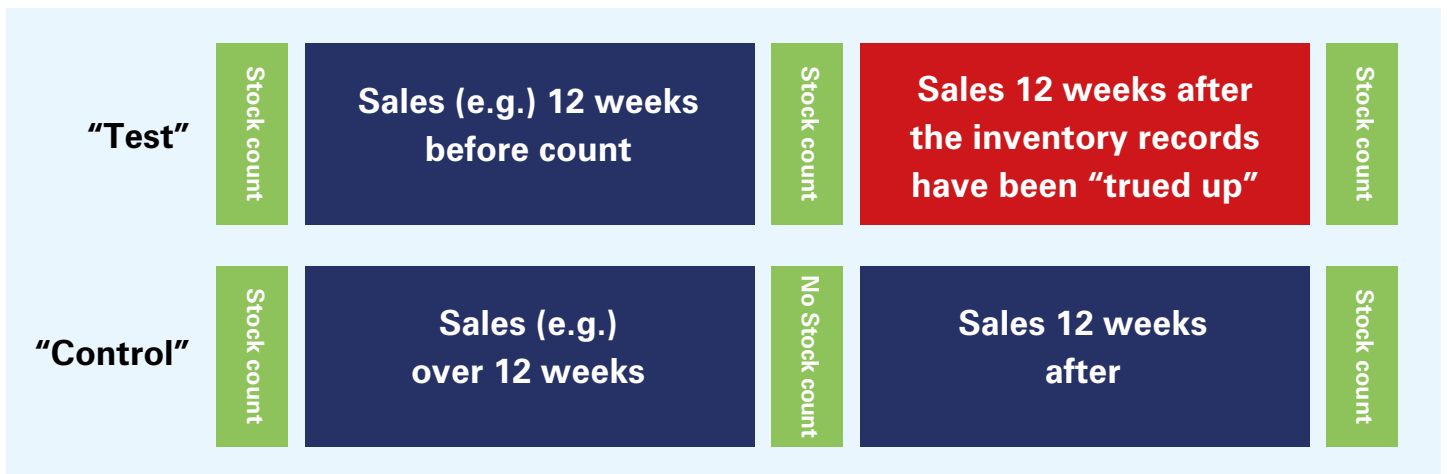 “Test”
Stock count
Sales (e.g.) 12 weeks
before count
Stock count
Sales 12 weeks after
the inventory records
have been “trued up”
Stock count
“Control”
Stock count
Sales (e.g.)
over 12 weeks
No Stock count
Sales 12 weeks
after
Stock count